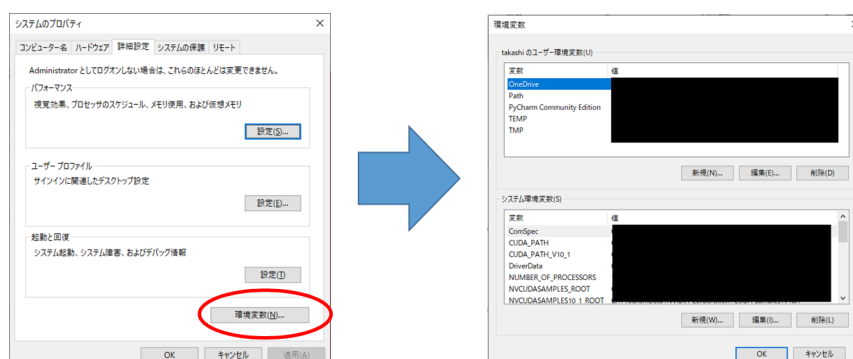 システムのプロパティ
コンピューター名 ハードウェア 詳細設定 システムの保護 リモート
Administrator としてログオンしない場合は、これらのほとんどは変更できません。
パフォーマンス
視覚効果、プロセッサのスケジュール、メモリ使用、および仮想メモリ
設定(S)...
ユーザー プロファイル
サインインに関連したデスクトップ設定
設定(E)...
起動と回復
システム起動、システム障害、およびデバッグ情報
設定(T)
環境変数(N)...
OK キャンセル 適用(A)
環境変数
takashi のユーザー環境変数(U)
変数 値
OneDrive
Path
PyCharm Community Edition
TEMP
TMP
新規(N)... 編集(E)... 削除(D)
システム環境変数(S)
変数 値
ComSpec
CUDA_PATH
CUDA_PATH_V10_1
DriverData
NUMBER_OF_PROCESSORS
NVCUDASAMPLES_ROOT
NVCUDASAMPLES10_1_ROOT
新規(W)... 編集(I)... 削除(L)
OK キャンセル